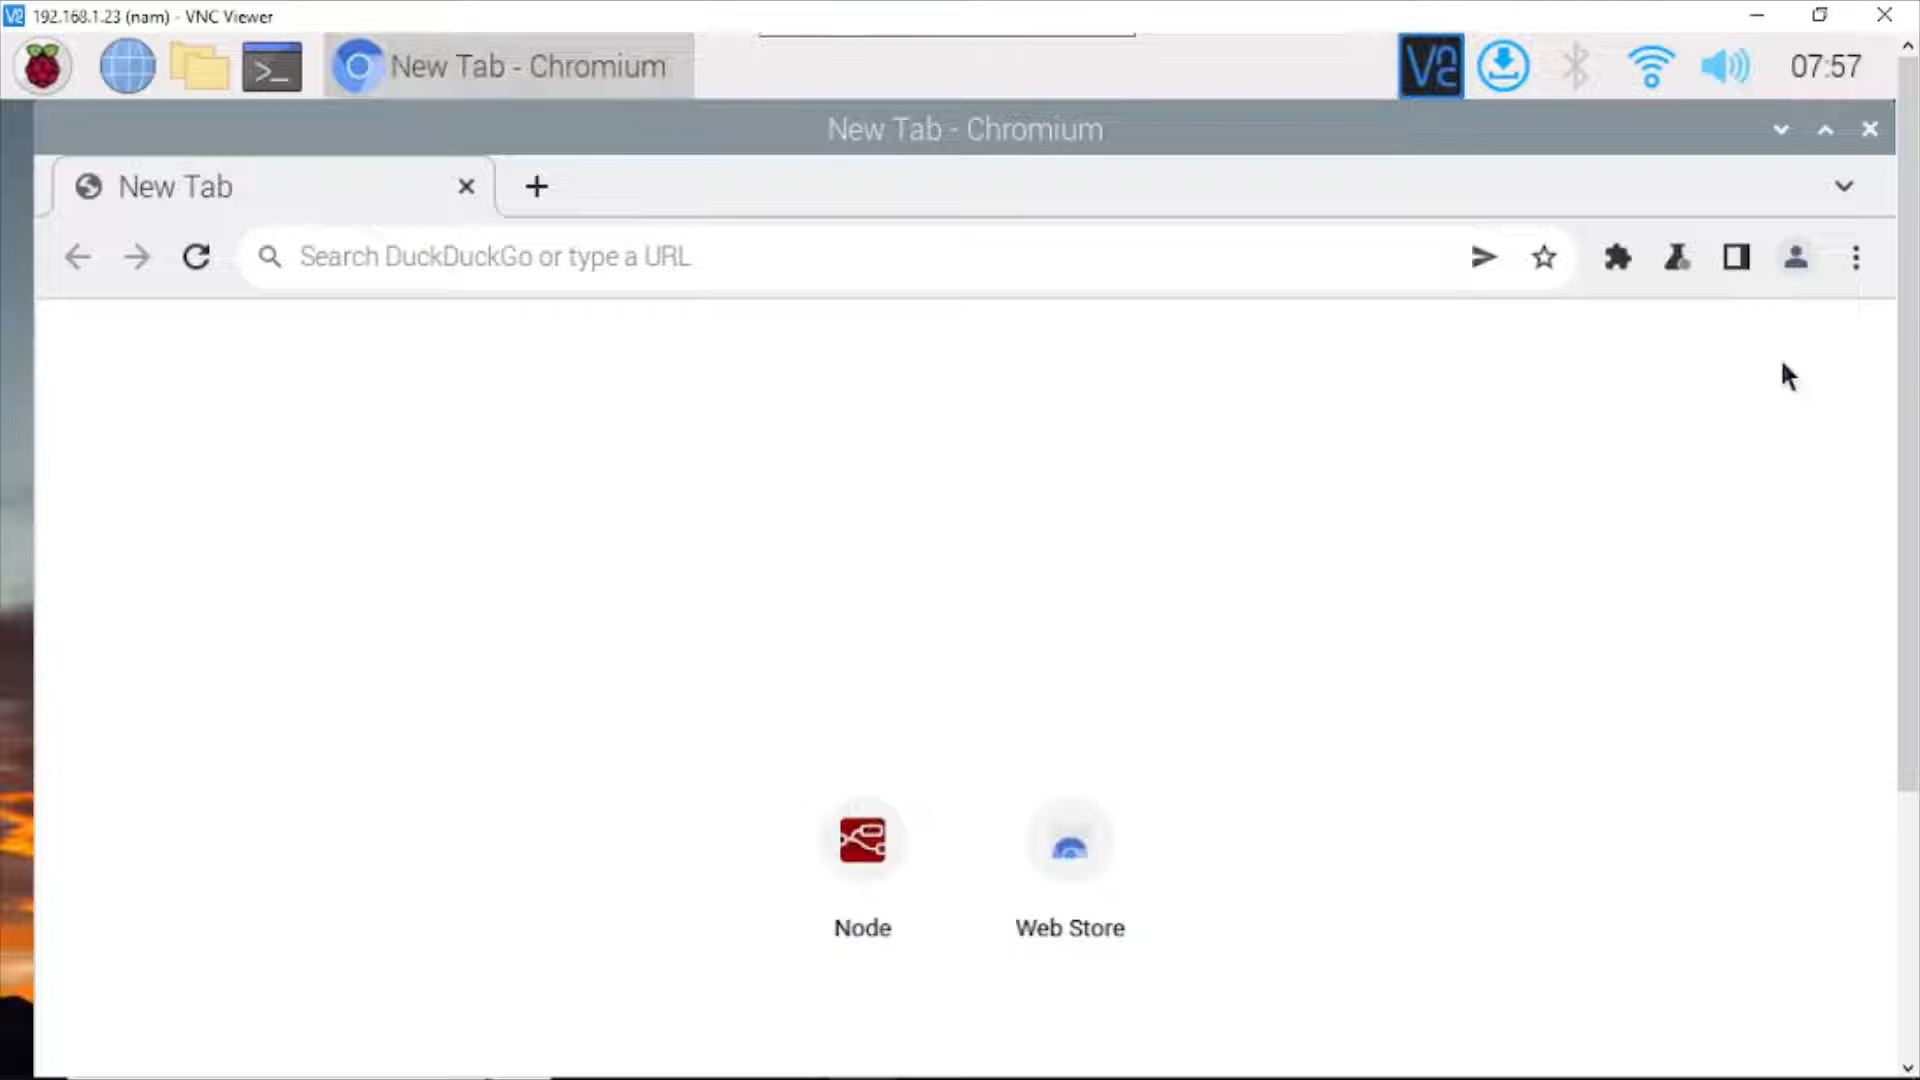 192.168.1.23 (nam) - VNC Viewer
New Tab - Chromium
07:57
New Tab - Chromium
New Tab
Search DuckDuckGo or type a URL
Node
Web Store